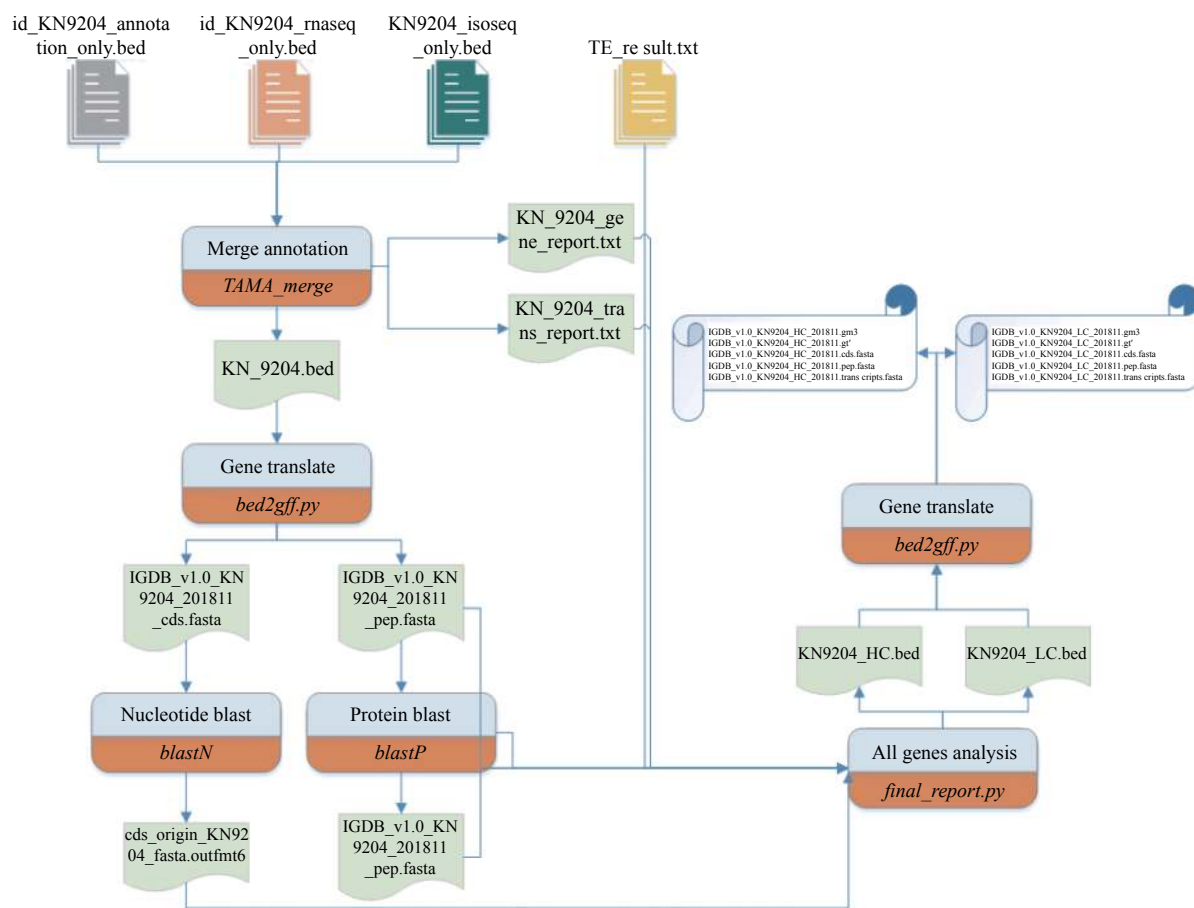 id_KN9204_annota
tion_only.bed
id_KN9204_rnaseq
_only.bed
KN9204_isoseq
_only.bed
TE_re sult.txt
Merge annotation
TAMA_merge
KN_9204_ge
ne_report.txt
KN_9204_tra
ns_report.txt
KN_9204.bed
Gene translate
bed2gff.py
IGDB_v1.0_KN
9204_201811
_cds.fasta
IGDB_v1.0_KN
9204_201811
_pep.fasta
Nucleotide blast
blastN
Protein blast
blastP
cds_origin_KN92
04_fasta.outfmt6
IGDB_v1.0_KN
9204_201811
_pep.fasta
IGDB_v1.0_KN9204_HC_201811.gm3
IGDB_v1.0_KN9204_HC_201811.gt'
IGDB_v1.0_KN9204_HC_201811.cds.fasta
IGDB_v1.0_KN9204_HC_201811.pep.fasta
IGDB_v1.0_KN9204_HC_201811.trans cripts.fasta
IGDB_v1.0_KN9204_LC_201811.gm3
IGDB_v1.0_KN9204_LC_201811.gt'
IGDB_v1.0_KN9204_LC_201811.cds.fasta
IGDB_v1.0_KN9204_LC_201811.pep.fasta
IGDB_v1.0_KN9204_LC_201811.trans cripts.fasta
Gene translate
bed2gff.py
KN9204_HC.bed
KN9204_LC.bed
All genes analysis
final_report.py